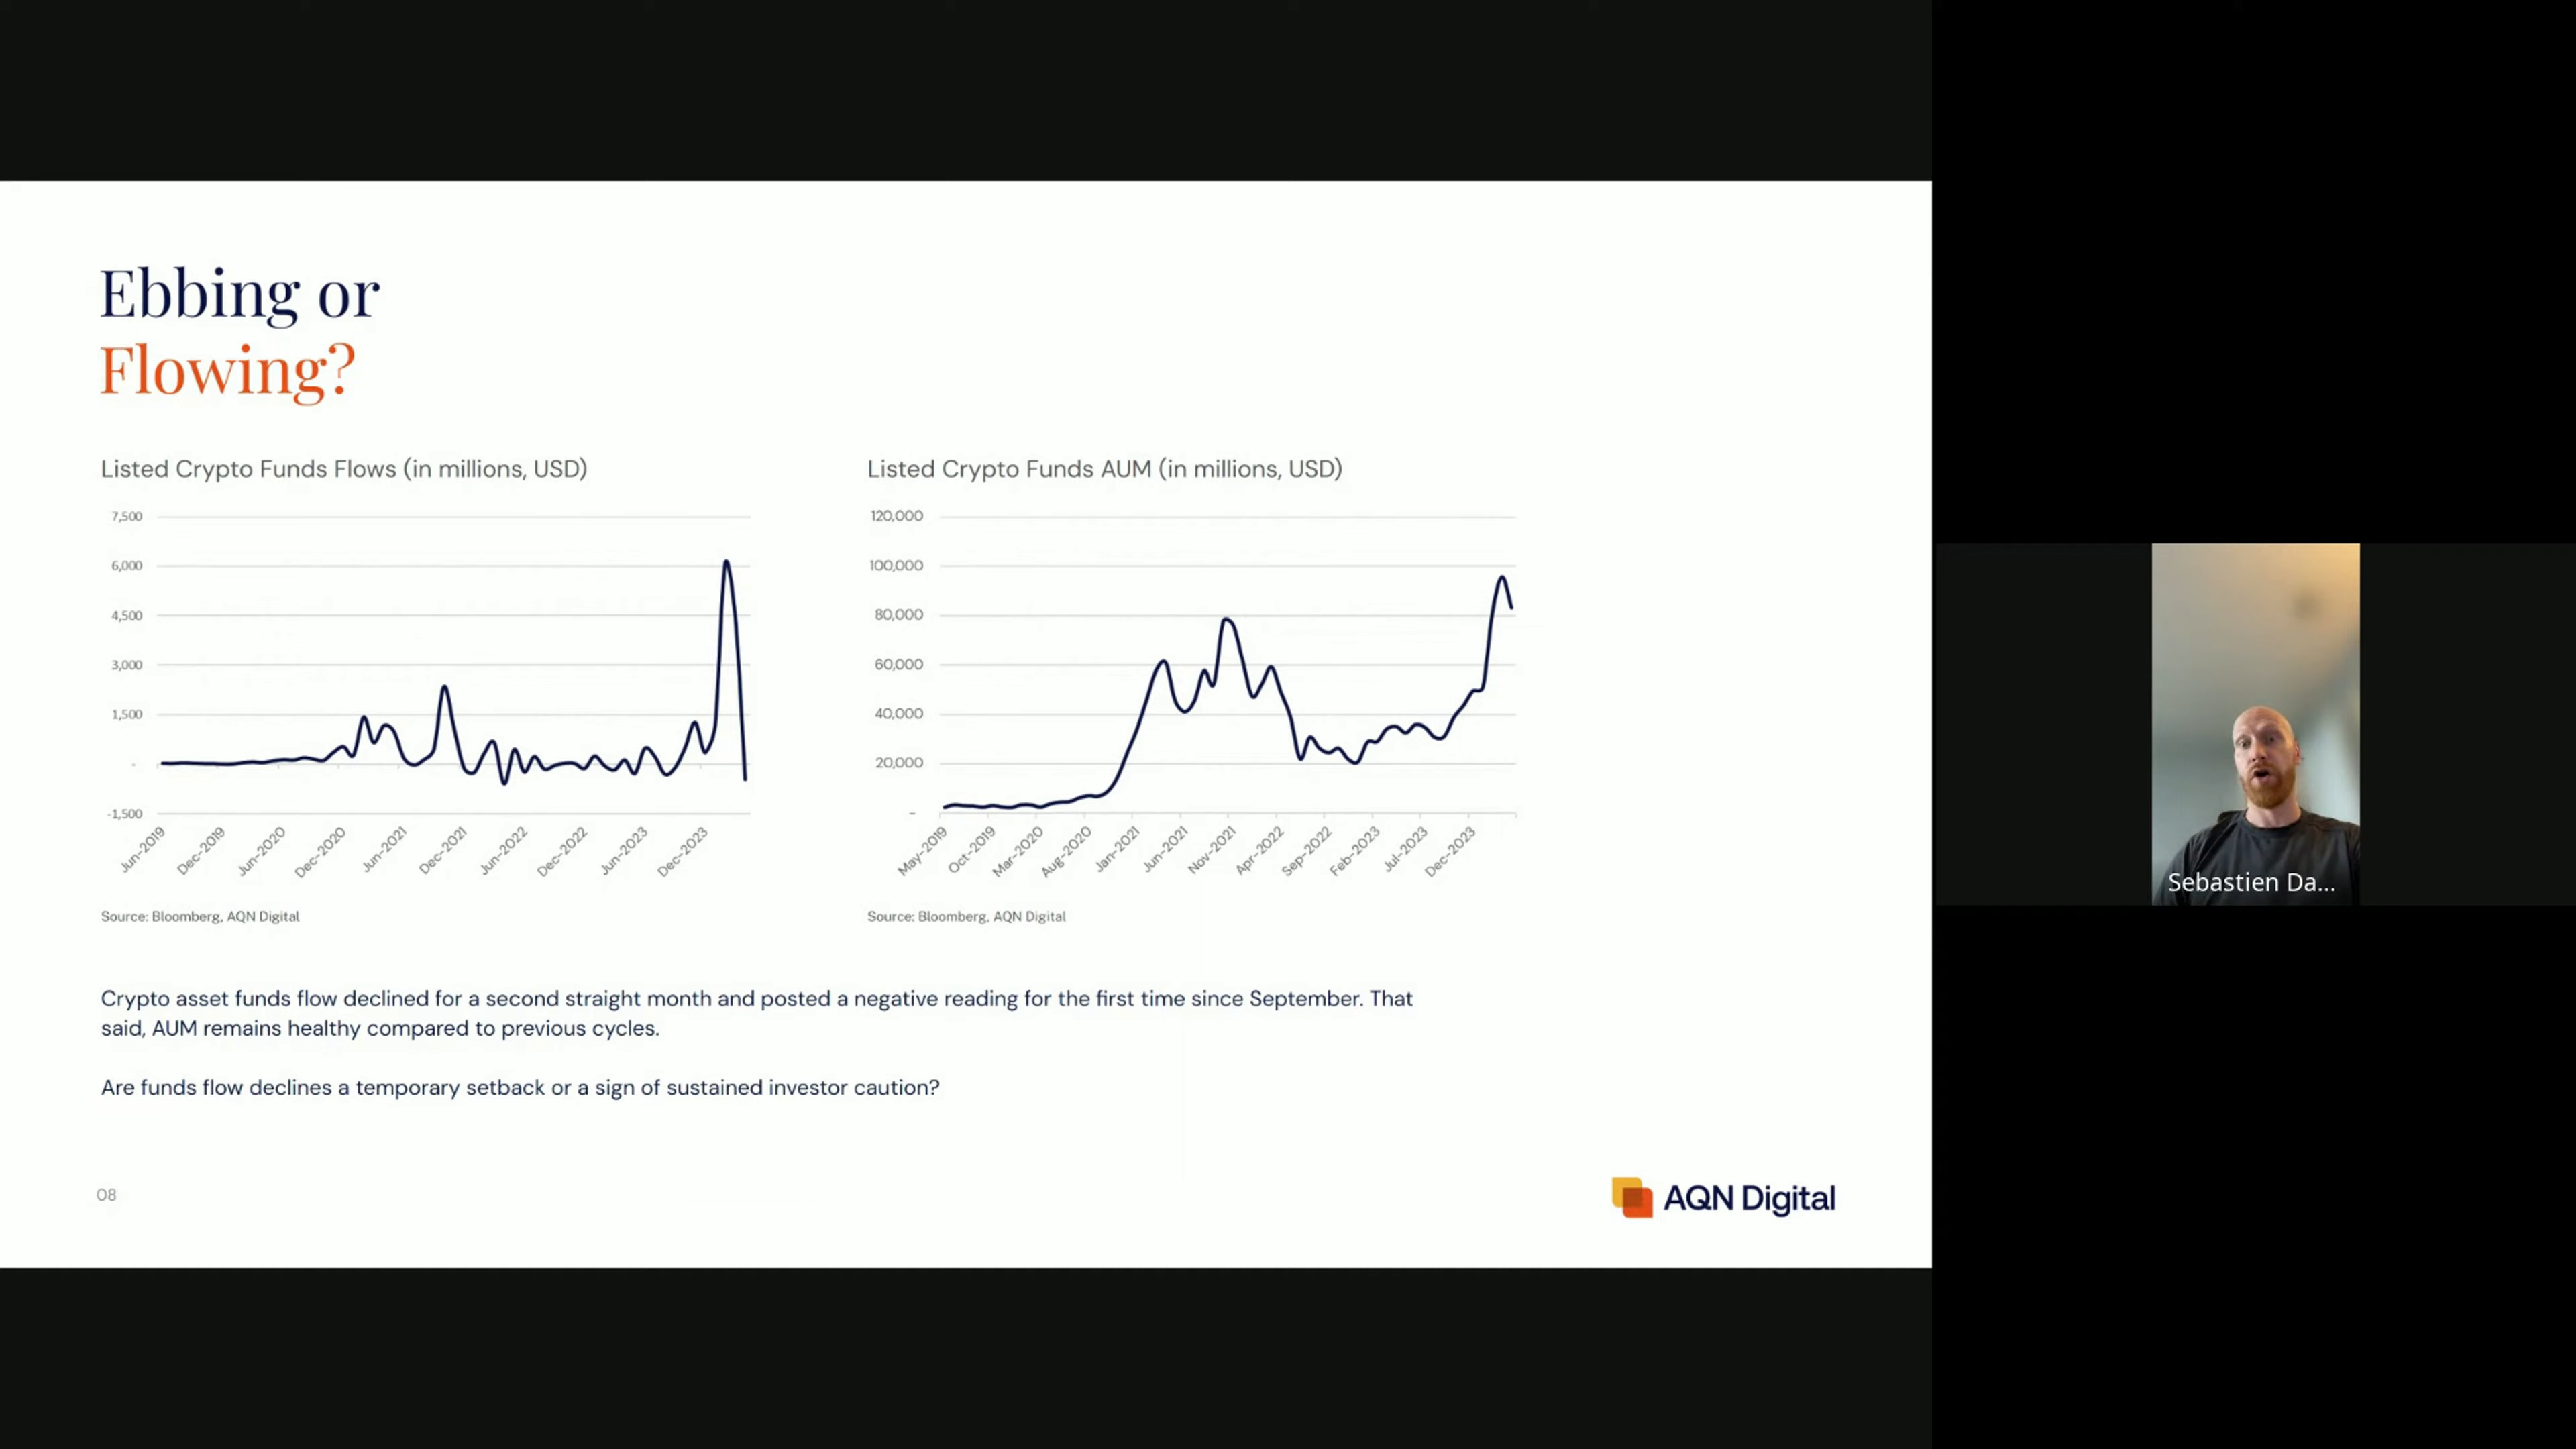 Ebbing or
Flowing?
Listed Crypto Funds Flows (in millions, USD)
7,500
6,000
4,500
3,000
1,500
-
-1,500
Jun-2019
Dec-2019
Jun-2020
Dec-2020
Jun-2021
Dec-2021
Jun-2022
Dec-2022
Jun-2023
Dec-2023
Source: Bloomberg, AQN Digital
Listed Crypto Funds AUM (in millions, USD)
120,000
100,000
80,000
60,000
40,000
20,000
-
May-2019
Oct-2019
Mar-2020
Aug-2020
Jan-2021
Jun-2021
Nov-2021
Apr-2022
Sep-2022
Feb-2023
Jul-2023
Dec-2023
Source: Bloomberg, AQN Digital
Crypto asset funds flow declined for a second straight month and posted a negative reading for the first time since September. That
said, AUM remains healthy compared to previous cycles.
Are funds flow declines a temporary setback or a sign of sustained investor caution?
08
AQN Digital
Sebastien Da...